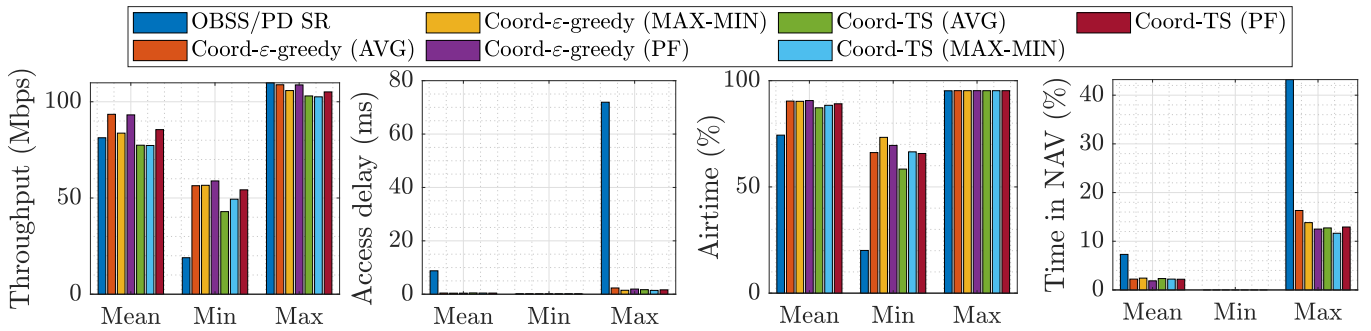 OBSS/PD SR
Coord-ε-greedy (MAX-MIN)
Coord-TS (AVG)
Coord-TS (PF)
Coord-ε-greedy (AVG)
Coord-ε-greedy (PF)
Coord-TS (MAX-MIN)
Throughput (Mbps)
100
50
0
Mean Min Max
Access delay (ms)
80
60
40
20
0
Mean Min Max
Airtime (%)
100
50
0
Mean Min Max
Time in NAV (%)
40
30
20
10
0
Mean Min Max